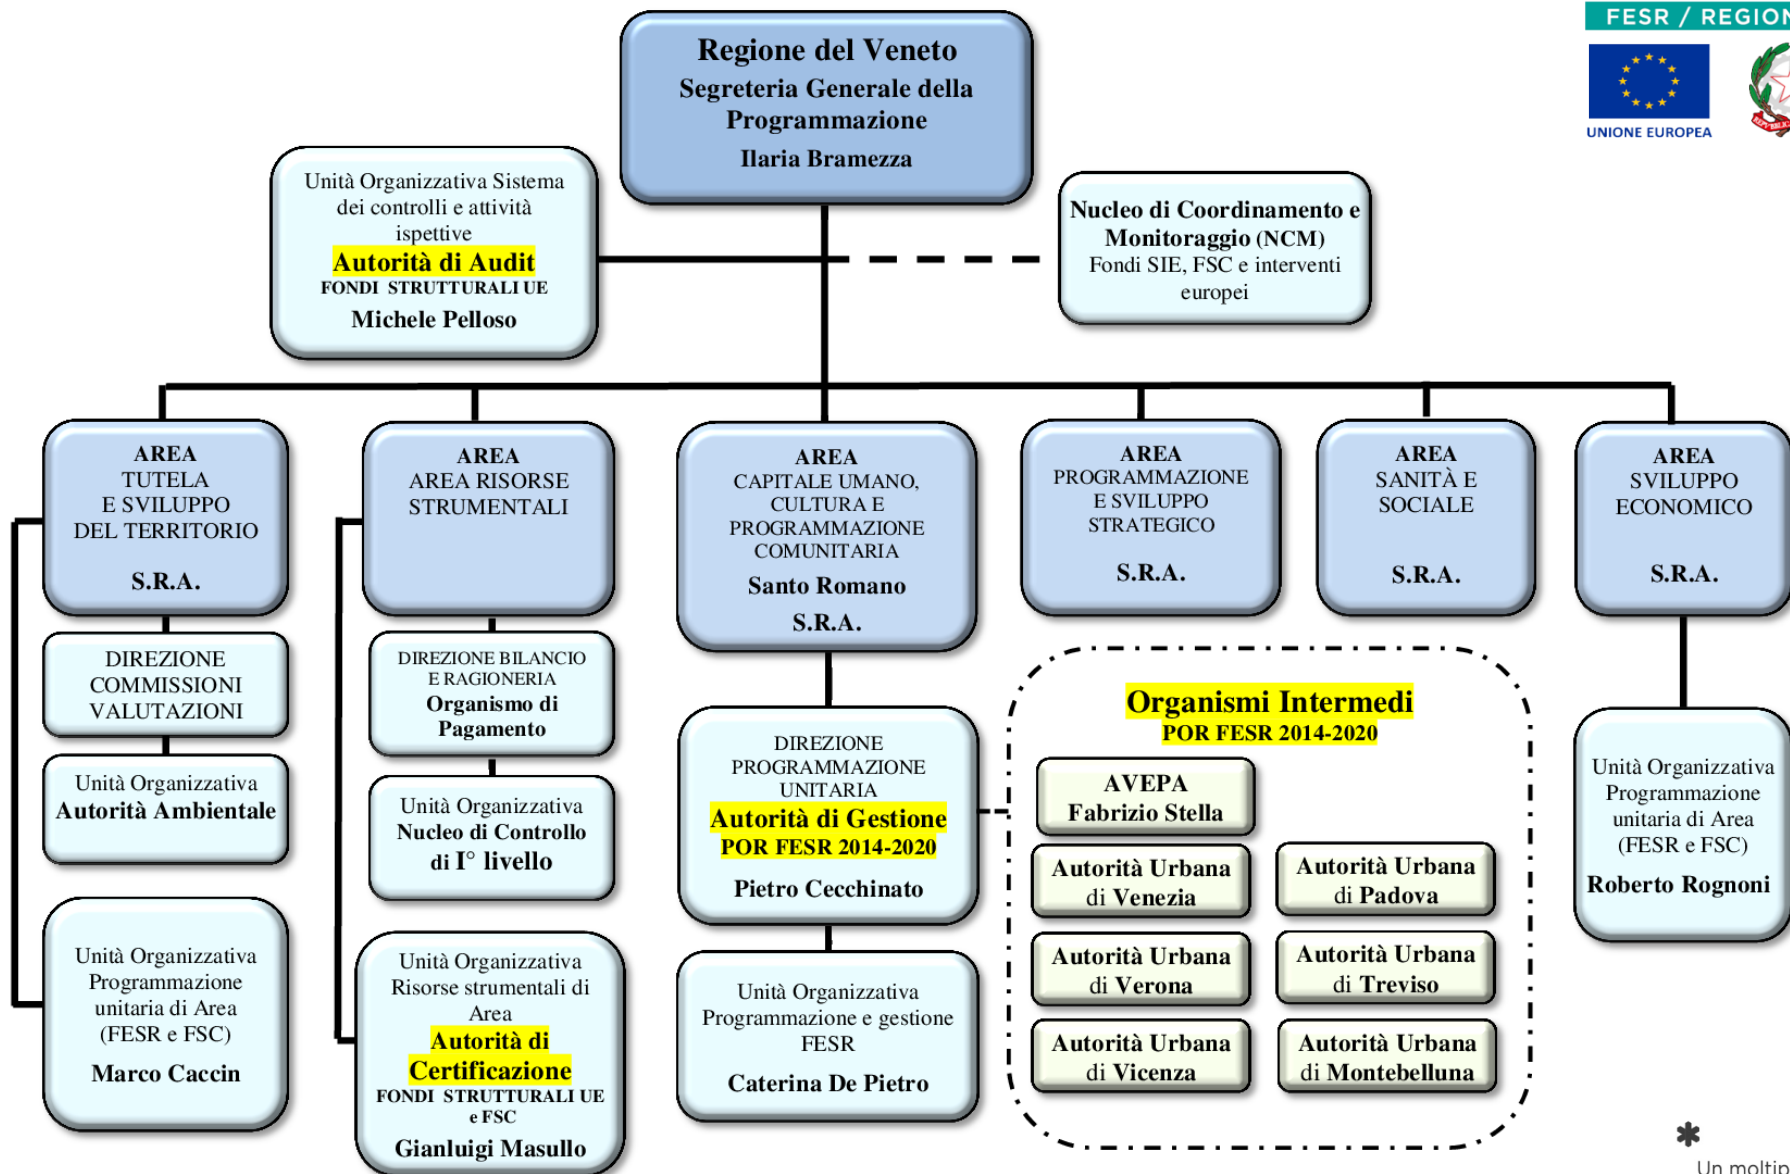 FESR / REGION
UNIONE EUROPEA
Regione del Veneto
Segreteria Generale della
Programmazione
Ilaria Bramezza
Unità Organizzativa Sistema
dei controlli e attività
ispettive
Autorità di Audit
FONDI STRUTTURALI UE
Michele Pelloso
Nucleo di Coordinamento e
Monitoraggio (NCM)
Fondi SIE, FSC e interventi
europei
AREA
TUTELA
E SVILUPPO
DEL TERRITORIO
S.R.A.
AREA
AREA RISORSE
STRUMENTALI
AREA
CAPITALE UMANO,
CULTURA E
PROGRAMMAZIONE
COMUNITARIA
Santo Romano
S.R.A.
AREA
PROGRAMMAZIONE
E SVILUPPO
STRATEGICO
S.R.A.
AREA
SANITÀ E
SOCIALE
S.R.A.
AREA
SVILUPPO
ECONOMICO
S.R.A.
DIREZIONE
COMMISSIONI
VALUTAZIONI
Unità Organizzativa
Autorità Ambientale
Unità Organizzativa
Programmazione
unitaria di Area
(FESR e FSC)
Marco Caccin
DIREZIONE BILANCIO
E RAGIONERIA
Organismo di
Pagamento
Unità Organizzativa
Nucleo di Controllo
di I° livello
Unità Organizzativa
Risorse strumentali di
Area
Autorità di
Certificazione
FONDI STRUTTURALI UE
e FSC
Gianluigi Masullo
DIREZIONE
PROGRAMMAZIONE
UNITARIA
Autorità di Gestione
POR FESR 2014-2020
Pietro Cecchinato
Unità Organizzativa
Programmazione e gestione
FESR
Caterina De Pietro
Organismi Intermedi
POR FESR 2014-2020
AVEPA
Fabrizio Stella
Autorità Urbana
di Venezia
Autorità Urbana
di Padova
Autorità Urbana
di Verona
Autorità Urbana
di Treviso
Autorità Urbana
di Vicenza
Autorità Urbana
di Montebelluna
Unità Organizzativa
Programmazione
unitaria di Area
(FESR e FSC)
Roberto Rognoni
Un moltip